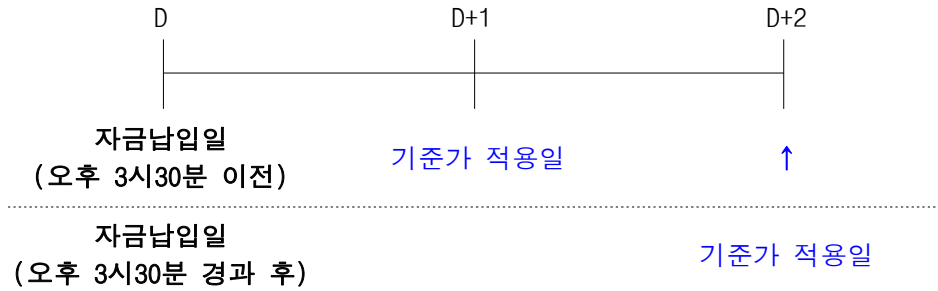 D D+1 D+2
자금납입일
(오후 3시30분 이전)
기준가 적용일
↑
자금납입일
(오후 3시30분 경과 후)
기준가 적용일